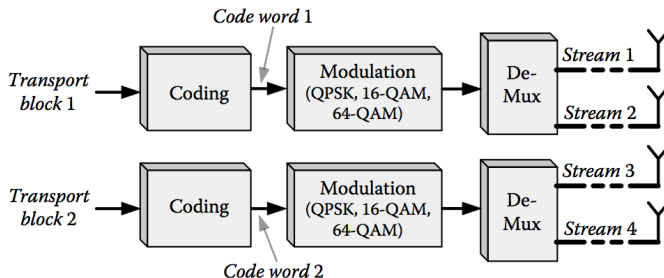 Code word 1
Transport
block 1
Coding
Modulation
(QPSK, 16-QAM,
64-QAM)
De-
Mux
Stream 1
Stream 2
Transport
block 2
Coding
Modulation
(QPSK, 16-QAM,
64-QAM)
De-
Mux
Stream 3
Stream 4
Code word 2